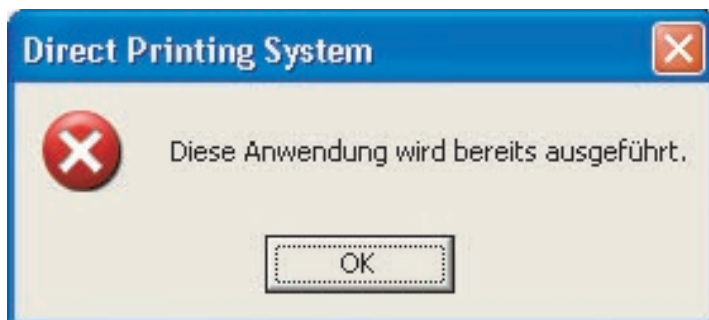 Direct Printing System
Diese Anwendung wird bereits ausgeführt.
OK